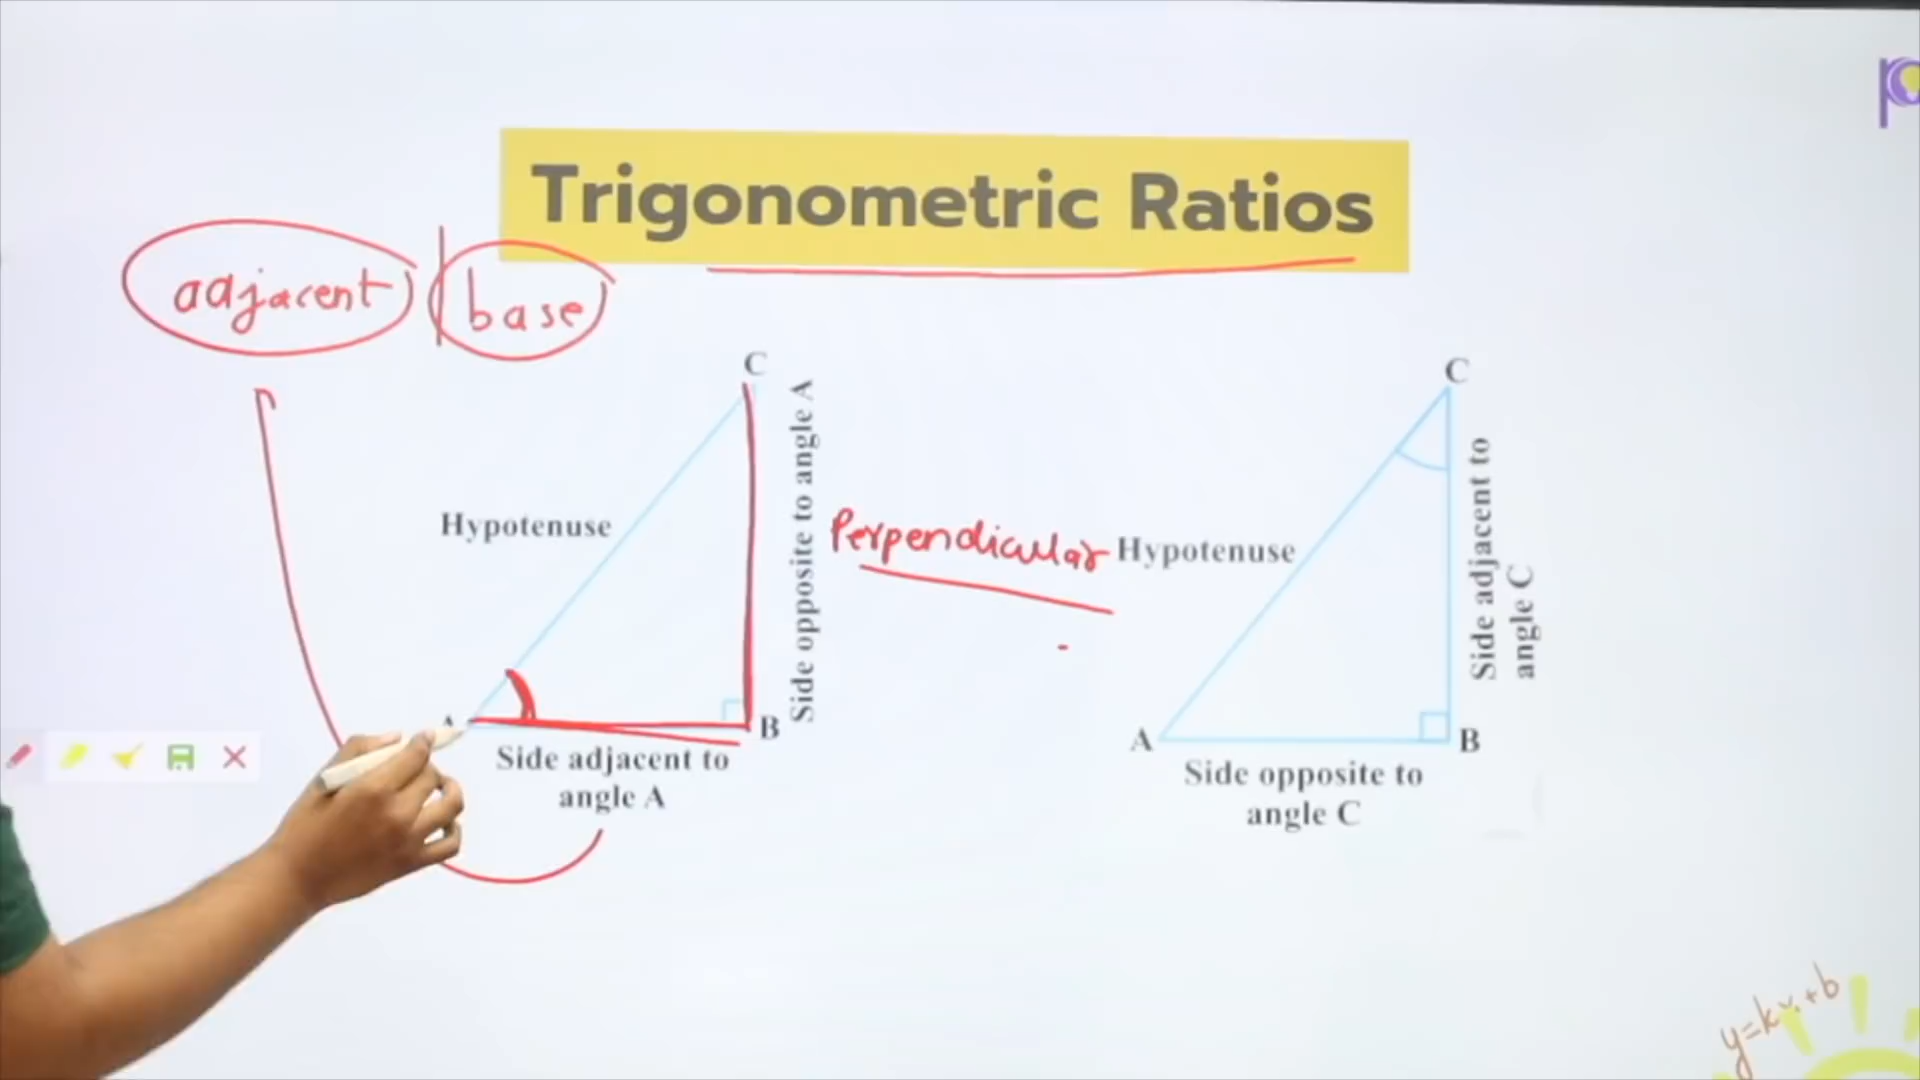 Trigonometric Ratios
adjacent | base
C
Hypotenuse
Side opposite to angle A
Perpendicular
A
B
Side adjacent to
angle A
C
Hypotenuse
Side adjacent to
angle C
A
B
Side opposite to
angle C
y=kx+b